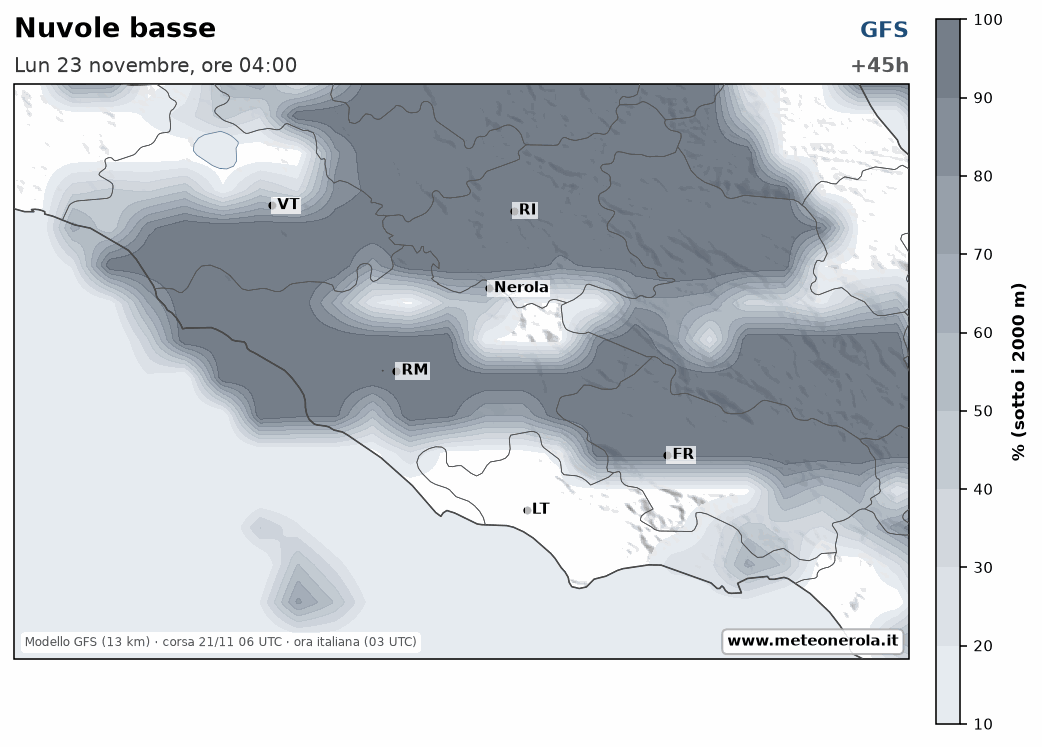 Nuvole basse
GFS
Lun 23 novembre, ore 04:00
+45h
VT
RI
Nerola
RM
FR
LT
Modello GFS (13 km) · corsa 21/11 06 UTC · ora italiana (03 UTC)
www.meteonerola.it
100
90
80
70
60
50
40
30
20
10
% (sotto i 2000 m)